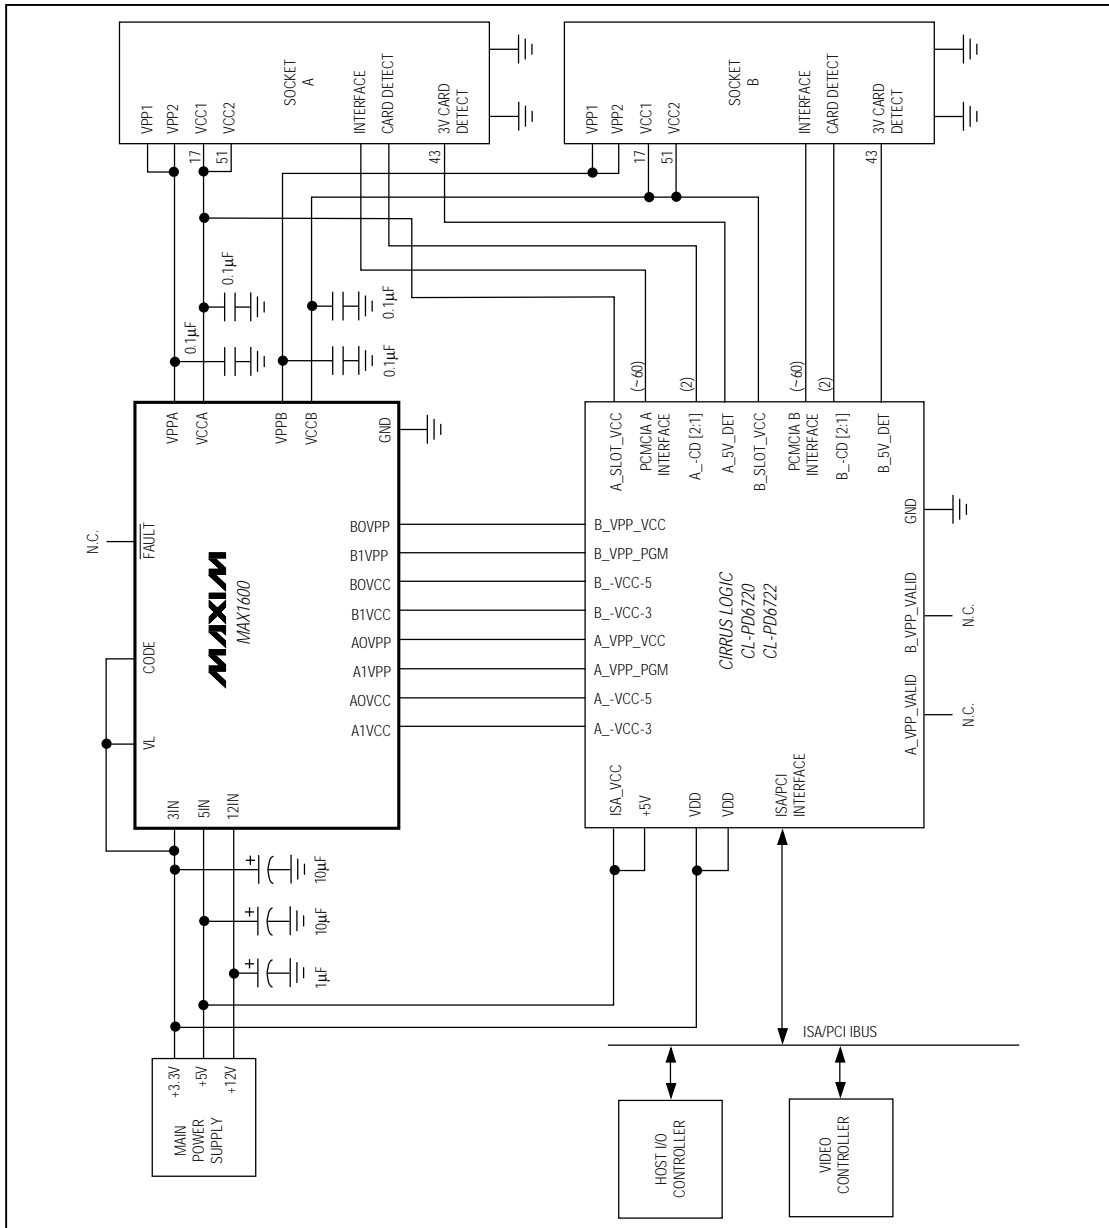 SOCKET
A
VPP1
VPP2
VCC1
VCC2
INTERFACE
CARD DETECT
3V CARD
DETECT
17
51
43
SOCKET
B
VPP1
VPP2
VCC1
VCC2
INTERFACE
CARD DETECT
3V CARD
DETECT
17
51
43
0.1µF
0.1µF
0.1µF
0.1µF
(~60)
(2)
(~60)
(2)
VPPA
VCCA
VPPB
VCCB
GND
N.C.
FAULT
CODE
VL
MAXIM
MAX1600
B0VPP
B1VPP
B0VCC
B1VCC
A0VPP
A1VPP
A0VCC
A1VCC
3IN
5IN
12IN
A_SLOT_VCC
PCMCIA A
INTERFACE
A_-CD [2:1]
A_5V_DET
B_SLOT_VCC
PCMCIA B
INTERFACE
B_-CD [2:1]
B_5V_DET
B_VPP_VCC
B_VPP_PGM
B_-VCC-5
B_-VCC-3
A_VPP_VCC
A_VPP_PGM
A_-VCC-5
A_-VCC-3
CIRRUS LOGIC
CL-PD6720
CL-PD6722
GND
B_VPP_VALID
N.C.
A_VPP_VALID
N.C.
ISA_VCC
+5V
VDD
VDD
ISA/PCI
INTERFACE
10µF
10µF
1µF
+
+
+
+3.3V
+5V
+12V
MAIN
POWER
SUPPLY
ISA/PCI IBUS
HOST I/O
CONTROLLER
VIDEO
CONTROLLER